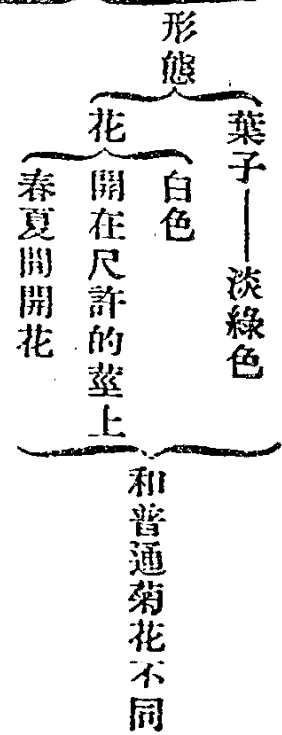 形態
葉子——淡綠色
花
白色
開在尺許的莖上
春夏間開花
和普通菊花不同